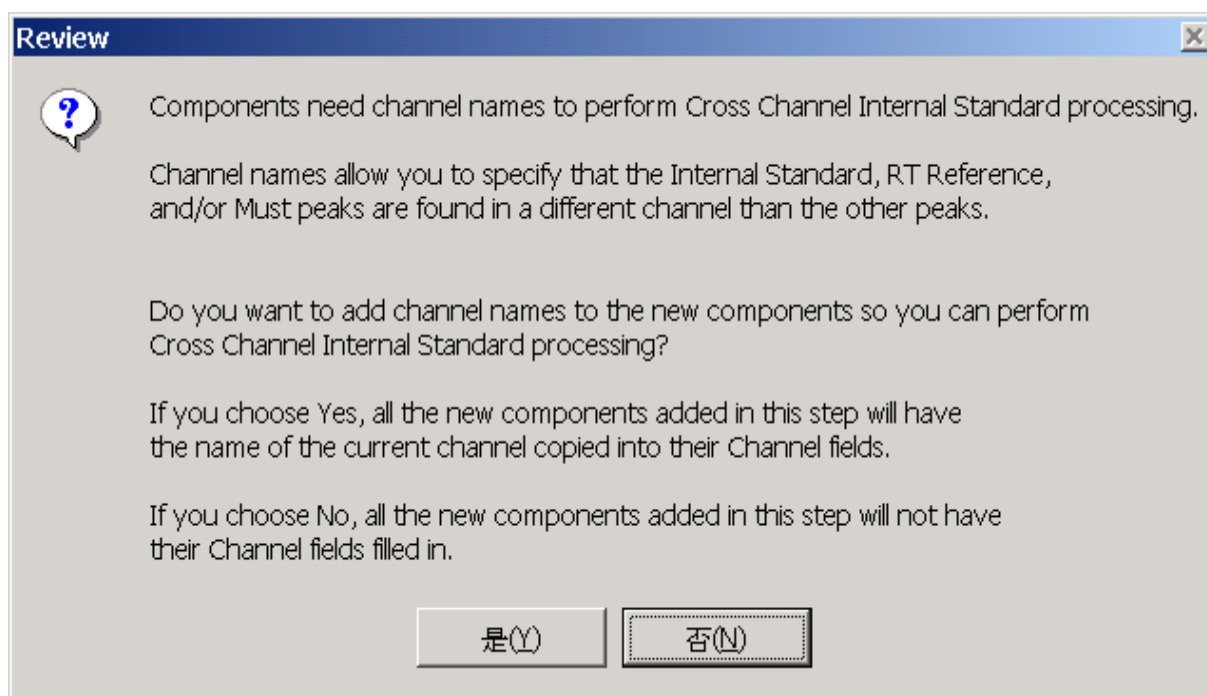 Review
Components need channel names to perform Cross Channel Internal Standard processing.
Channel names allow you to specify that the Internal Standard, RT Reference,
and/or Must peaks are found in a different channel than the other peaks.
Do you want to add channel names to the new components so you can perform
Cross Channel Internal Standard processing?
If you choose Yes, all the new components added in this step will have
the name of the current channel copied into their Channel fields.
If you choose No, all the new components added in this step will not have
their Channel fields filled in.
是(Y) 否(N)